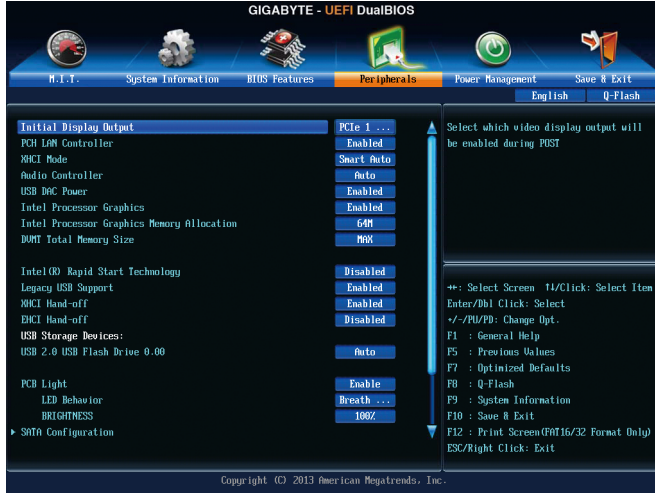 GIGABYTE - UEFI DualBIOS
M.I.T. System Information BIOS Features Peripherals Power Management Save & Exit
English Q-Flash
Initial Display Output PCIe 1 ...
PCH LAN Controller Enabled
XHCI Mode Smart Auto
Audio Controller Auto
USB DAC Power Enabled
Intel Processor Graphics Enabled
Intel Processor Graphics Memory Allocation 64M
DVMT Total Memory Size MAX
Intel(R) Rapid Start Technology Disabled
Legacy USB Support Enabled
XHCI Hand-off Enabled
EHCI Hand-off Disabled
USB Storage Devices:
USB 2.0 USB Flash Drive 0.00 Auto
PCB Light Enable
LED Behavior Breath ...
BRIGHTNESS 100%
SATA Configuration
Select which video display output will
be enabled during POST
++: Select Screen ↑↓/Click: Select Item
Enter/Dbl Click: Select
+/-/PU/PD: Change Opt.
F1 : General Help
F5 : Previous Values
F7 : Optimized Defaults
F8 : Q-Flash
F9 : System Information
F10 : Save & Exit
F12 : Print Screen(FAT16/32 Format Only)
ESC/Right Click: Exit
Copyright (C) 2013 American Megatrends, Inc.